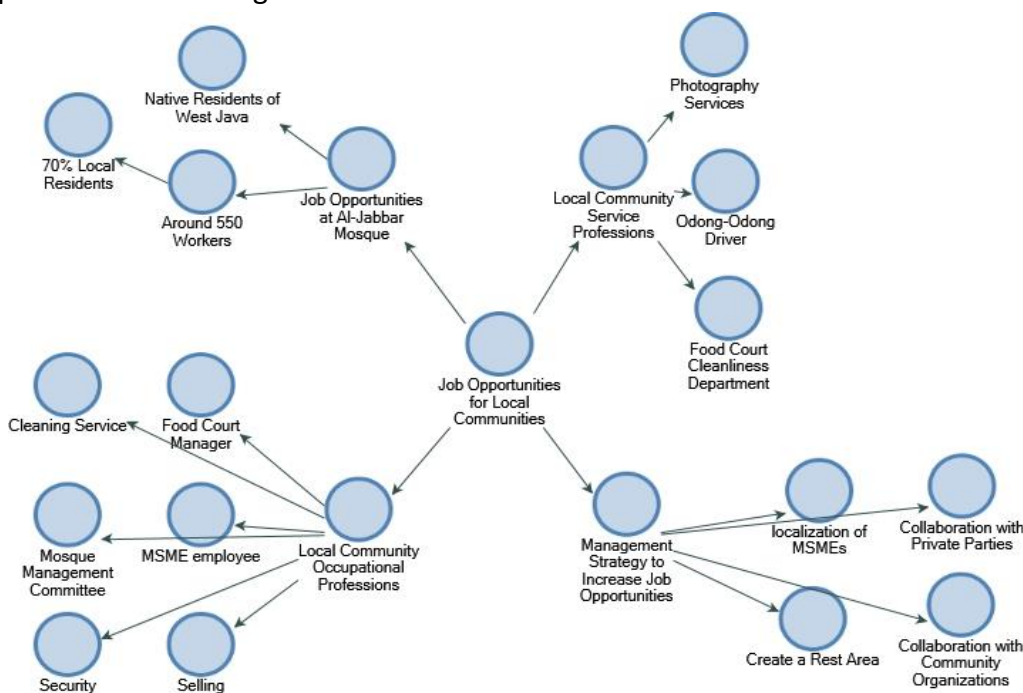 Native Residents of
West Java
70% Local
Residents
Around 550
Workers
Job Opportunities
at Al-Jabbar
Mosque
Photography
Services
Local Community
Service
Professions
Odong-Odong
Driver
Food Court
Cleanliness
Department
Job Opportunities
for Local
Communities
Cleaning Service
Food Court
Manager
Mosque
Management
Committee
MSME employee
Local Community
Occupational
Professions
Security
Selling
Management
Strategy to
Increase Job
Opportunities
localization of
MSMEs
Collaboration with
Private Parties
Create a Rest Area
Collaboration with
Community
Organizations